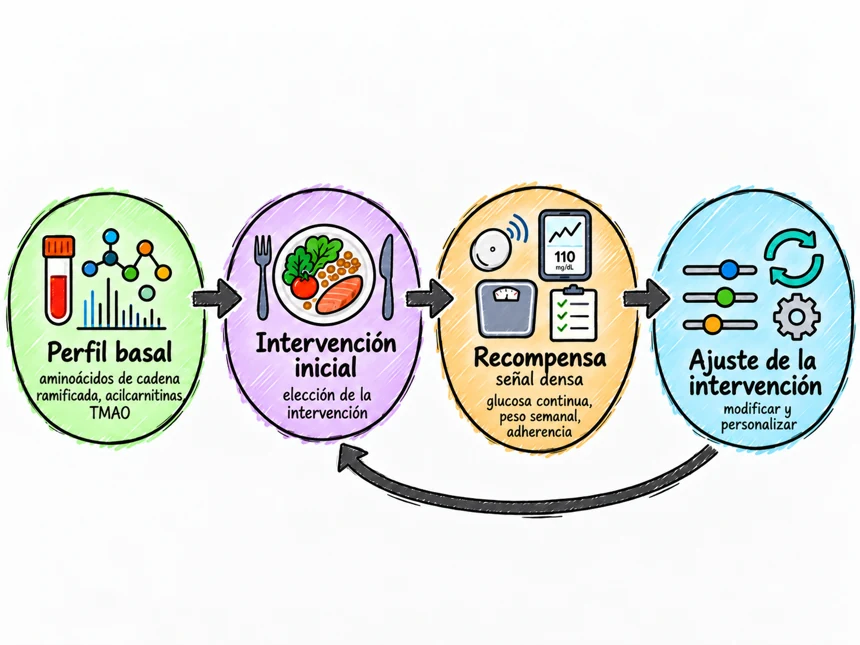 Perfil basal
aminoácidos de cadena
ramificada, acilcarnitinas,
TMAO
Intervención
inicial
elección de la
intervención
110
mg/dL
Recompensa
señal densa
glucosa continua,
peso semanal,
adherencia
Ajuste de la
intervención
modificar y
personalizar